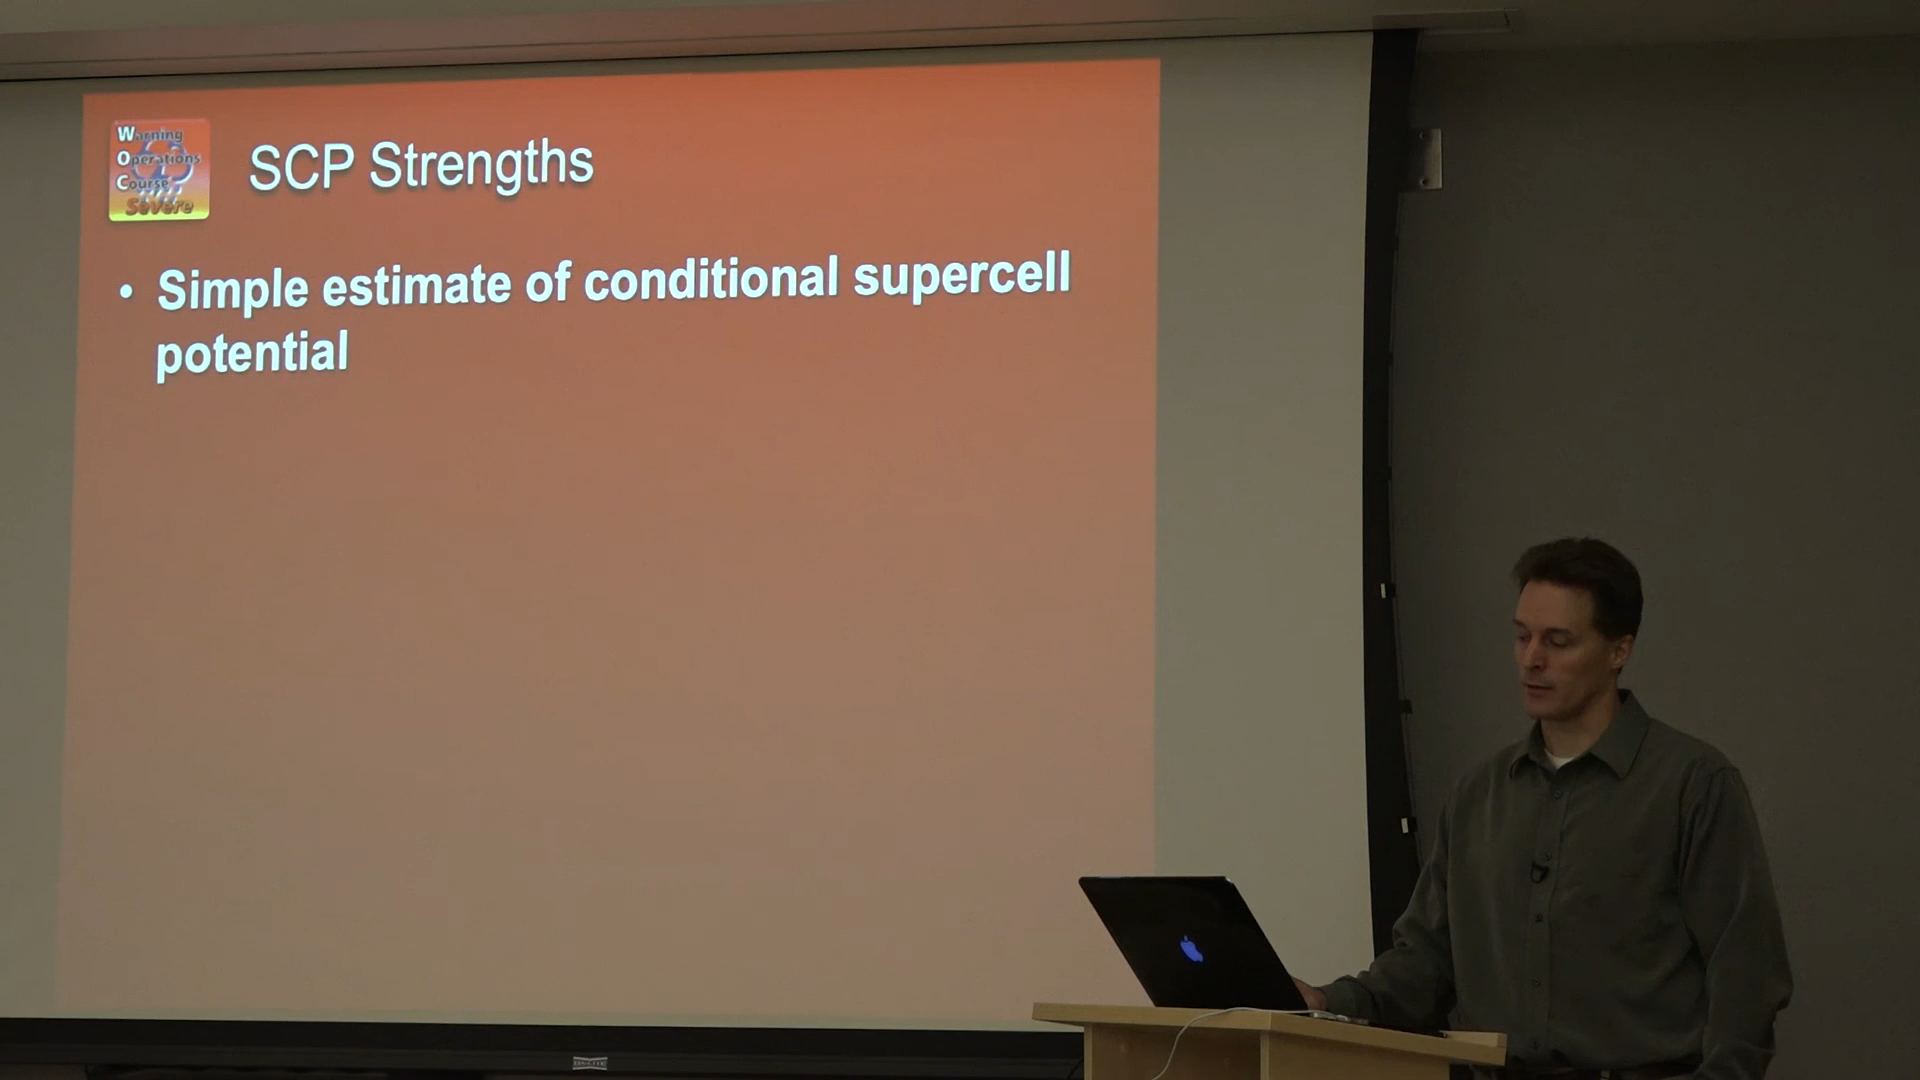 Warning
Operations
Course
Severe
SCP Strengths
• Simple estimate of conditional supercell
potential